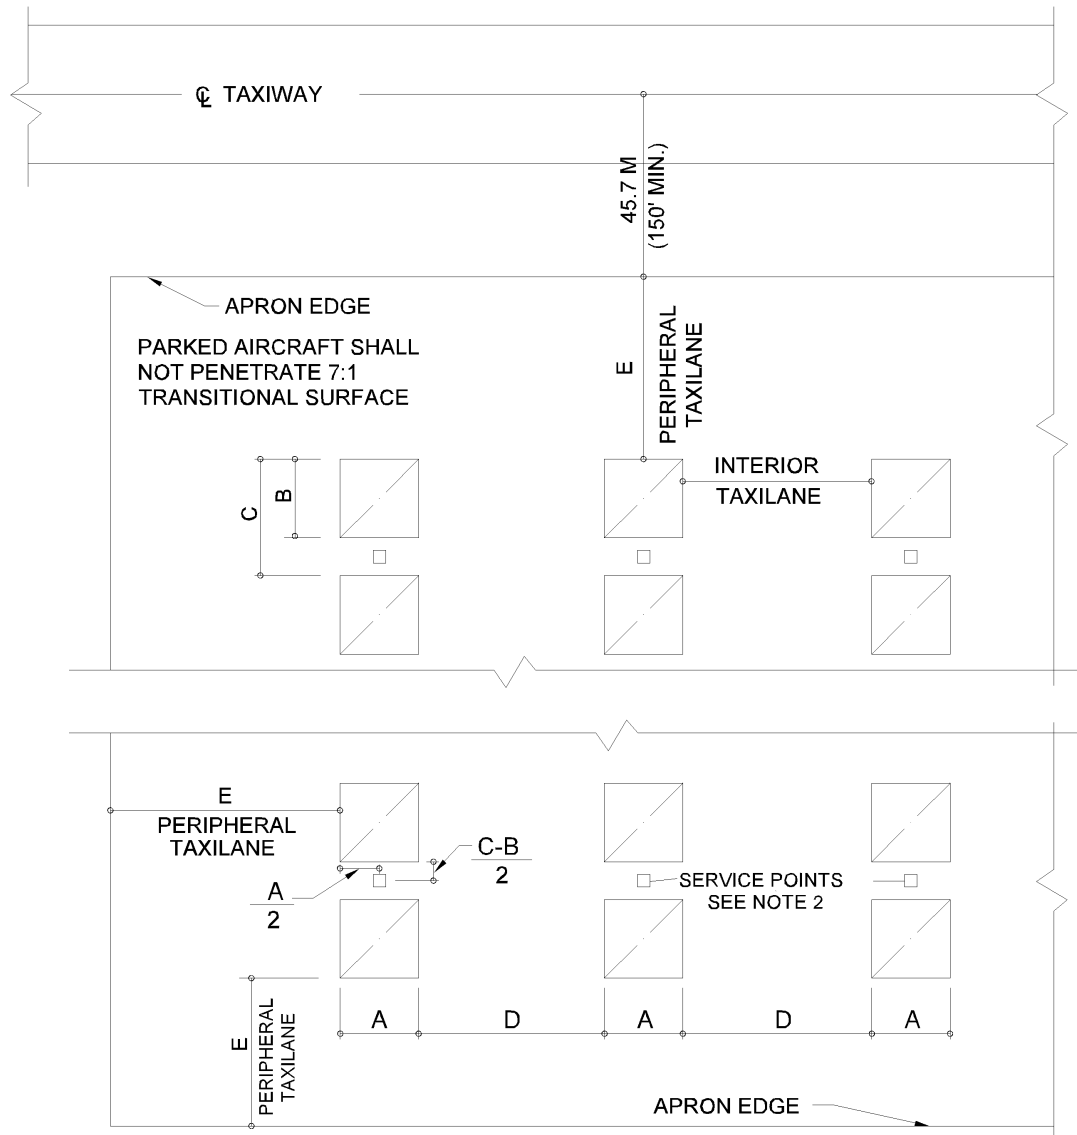 ℄ TAXIWAY
45.7 M
(150' MIN.)
APRON EDGE
PARKED AIRCRAFT SHALL
NOT PENETRATE 7:1
TRANSITIONAL SURFACE
E
PERIPHERAL
TAXILANE
INTERIOR
TAXILANE
C
B
E
PERIPHERAL
TAXILANE
C-B
2
A
2
SERVICE POINTS
SEE NOTE 2
E
PERIPHERAL
TAXILANE
A
D
A
D
A
APRON EDGE